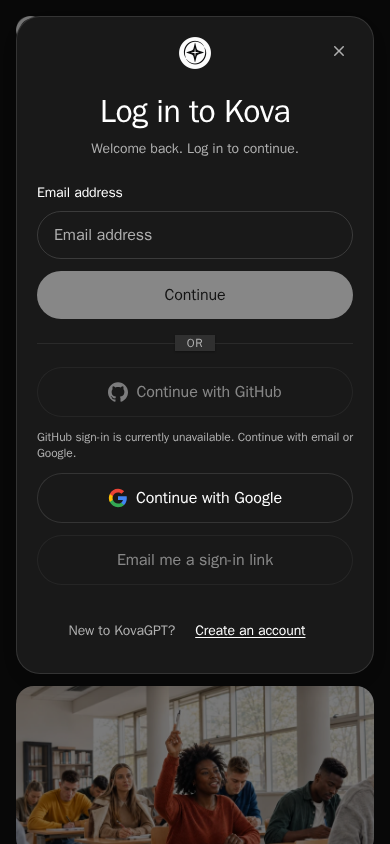 Log in to Kova
Welcome back. Log in to continue.
Email address
Email address
Continue
OR
Continue with GitHub
GitHub sign-in is currently unavailable. Continue with email or
Google.
Continue with Google
Email me a sign-in link
New to KovaGPT? Create an account